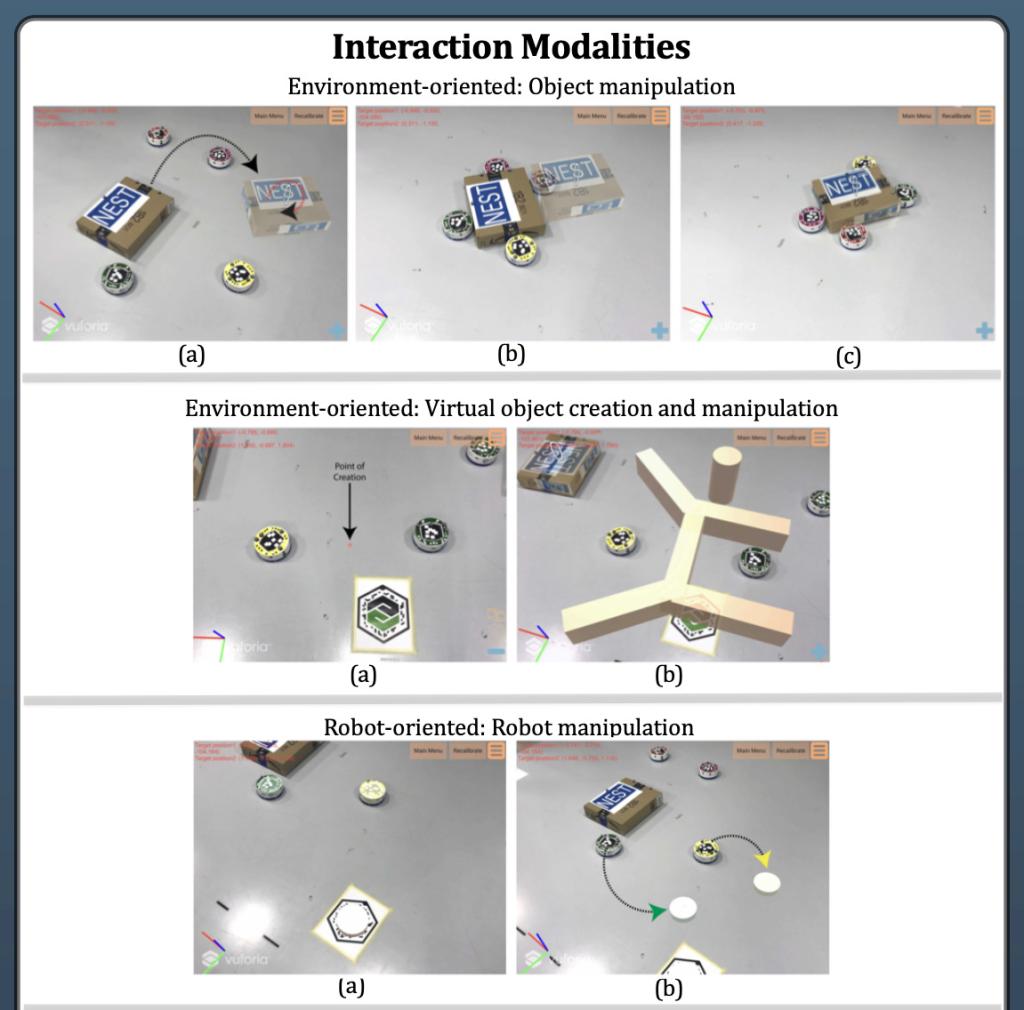 Interaction Modalities
Environment-oriented: Object manipulation
Main Menu Recalibrate
NEST
NEST
vuforia
Main Menu Recalibrate
NEST
NEST
vuforia
Main Menu Recalibrate
NEST
vuforia
(a)
(b)
(c)
Environment-oriented: Virtual object creation and manipulation
Main Menu Recalibrate
Point of
Creation
vuforia
Main Menu Recalibrate
(a)
(b)
Robot-oriented: Robot manipulation
Main Menu Recalibrate
vuforia
Main Menu Recalibrate
NEST
vuforia
(a)
(b)